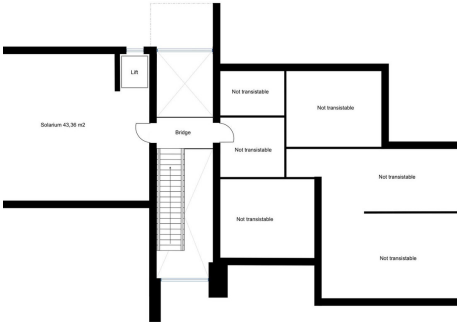 Lift
Not transistable
Not transistable
Solarium 43,36 m2
Bridge
Not transistable
Not transistable
Not transistable
Not transistable